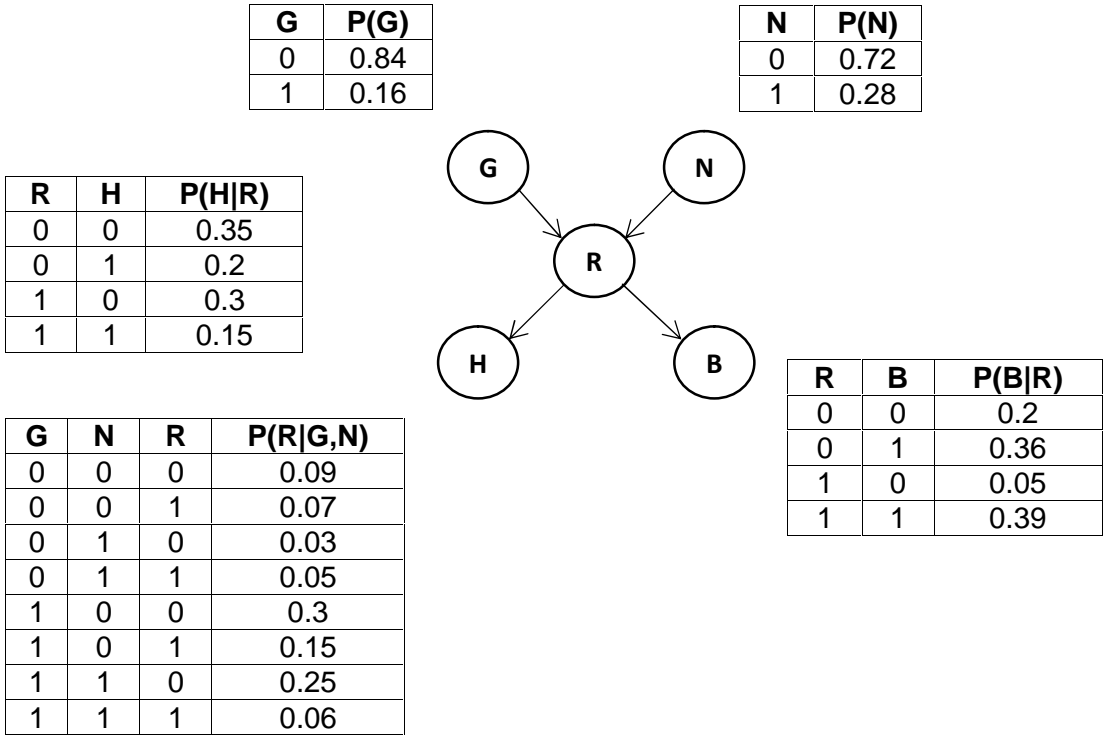 G P(G)
0 0.84
1 0.16
N P(N)
0 0.72
1 0.28
G
N
R
H
B
R H P(H|R)
0 0 0.35
0 1 0.2
1 0 0.3
1 1 0.15
R B P(B|R)
0 0 0.2
0 1 0.36
1 0 0.05
1 1 0.39
G N R P(R|G,N)
0 0 0 0.09
0 0 1 0.07
0 1 0 0.03
0 1 1 0.05
1 0 0 0.3
1 0 1 0.15
1 1 0 0.25
1 1 1 0.06